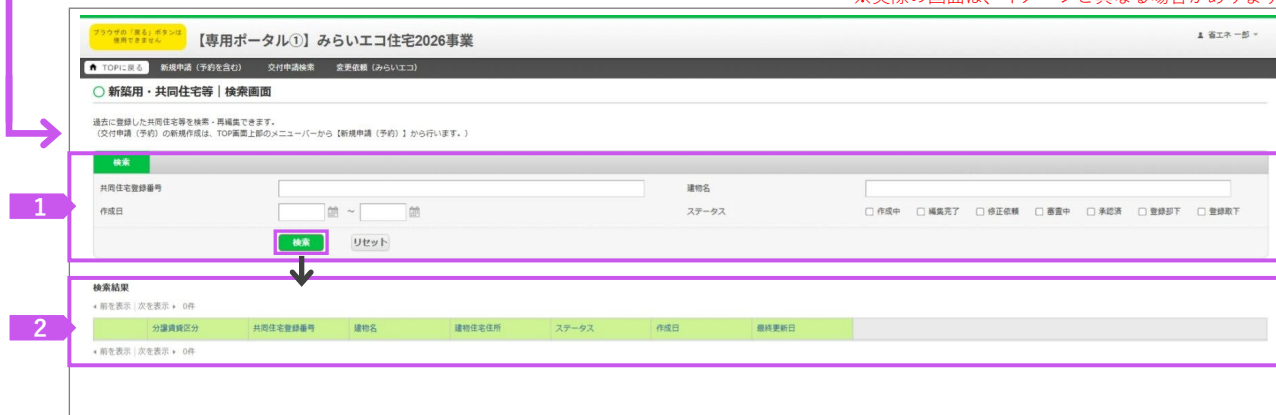 ※実際の画面は、イメージと異なる場合があります
ブラウザの「戻る」ボタンは
使用できません
【専用ポータル①】みらいエコ住宅2026事業
省エネ 一郎
TOPに戻る 新規申請（予約を含む） 交付申請検索 変更依頼（みらいエコ）
新築用・共同住宅等｜検索画面
過去に登録した共同住宅等を検索・再編集できます。
（交付申請（予約）の新規作成は、TOP画面上部のメニューバーから【新規申請（予約）】から行います。）
検索
共同住宅登録番号 建物名
1
作成日 ～ ステータス 作成中 編集完了 修正依頼 審査中 承認済 登録却下 登録取下
検索 リセット
検索結果
前を表示｜次を表示 0件
2
分譲賃貸区分 共同住宅登録番号 建物名 建物住宅住所 ステータス 作成日 最終更新日
前を表示｜次を表示 0件